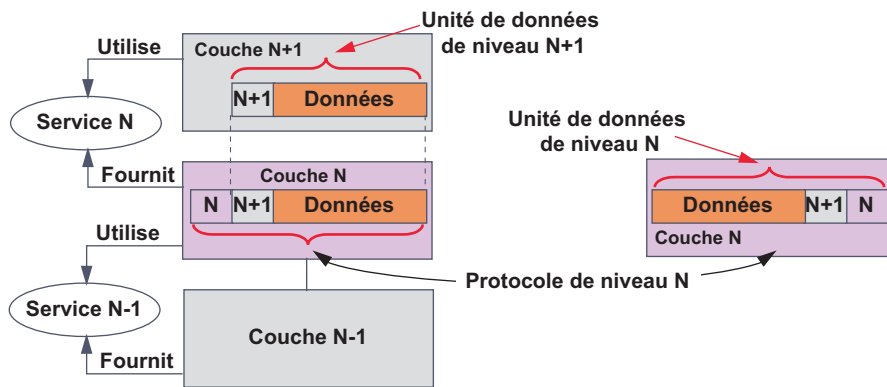 Unité de données
de niveau N+1
Utilise
Couche N+1
N+1 Données
Service N
Unité de données
de niveau N
Fournit
Couche N
N N+1 Données
Données N+1 N
Couche N
Utilise
Protocole de niveau N
Service N-1
Couche N-1
Fournit